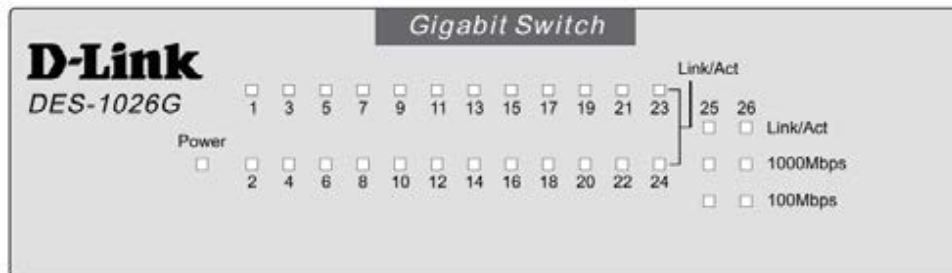 Gigabit Switch
D-Link
DES-1026G
Link/Act
1 3 5 7 9 11 13 15 17 19 21 23
25 26
Link/Act
Power
1000Mbps
2 4 6 8 10 12 14 16 18 20 22 24
100Mbps